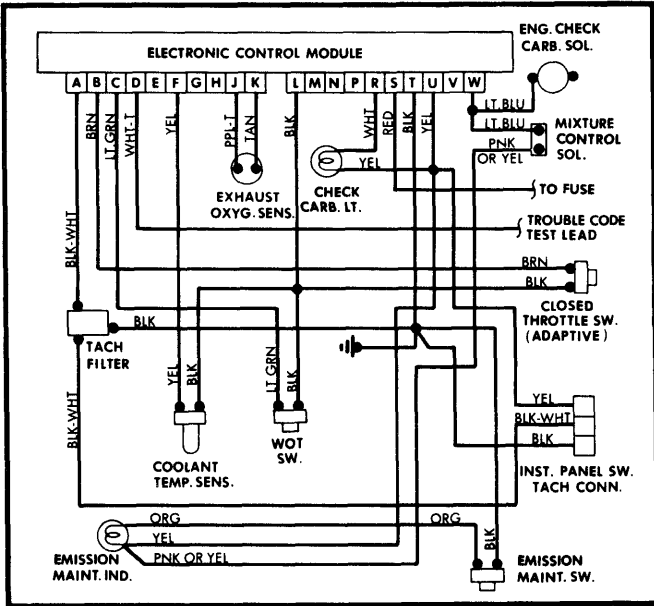 ENG. CHECK
CARB. SOL.
ELECTRONIC CONTROL MODULE
A B C D E F G H J K L M N P R S T U V W
LT.BLU
LT.BLU
MIXTURE
CONTROL
SOL.
PNK
OR YEL
BRN
LT.GRN
WHT-T
YEL
PPL-T
TAN
BLK
WHT
RED
BLK
YEL
YEL
EXHAUST
OXYG. SENS.
CHECK
CARB. LT.
TO FUSE
TROUBLE CODE
TEST LEAD
BLK-WHT
BRN
BLK
CLOSED
THROTTLE SW.
(ADAPTIVE)
BLK
TACH
FILTER
YEL
BLK
LT.GRN
BLK
BLK-WHT
YEL
BLK-WHT
BLK
COOLANT
TEMP. SENS.
WOT
SW.
INST. PANEL SW.
TACH CONN.
ORG
ORG
YEL
PNK OR YEL
BLK
EMISSION
MAINT. IND.
EMISSION
MAINT. SW.